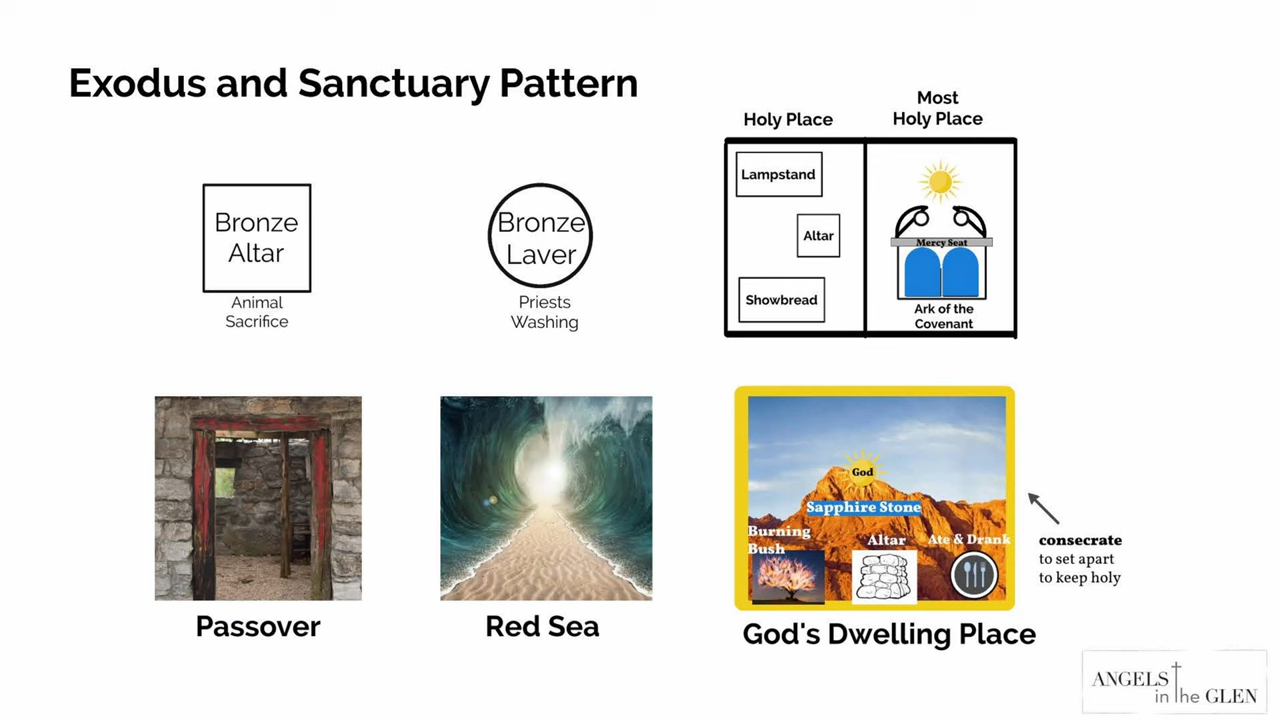 Exodus and Sanctuary Pattern
Bronze
Altar
Animal
Sacrifice
Bronze
Laver
Priests
Washing
Holy Place
Most
Holy Place
Lampstand
Altar
Showbread
Mercy Seat
Ark of the
Covenant
Passover
Red Sea
God
Sapphire Stone
Burning
Bush
Altar
Ate & Drank
God's Dwelling Place
consecrate
to set apart
to keep holy
ANGELS
in the GLEN